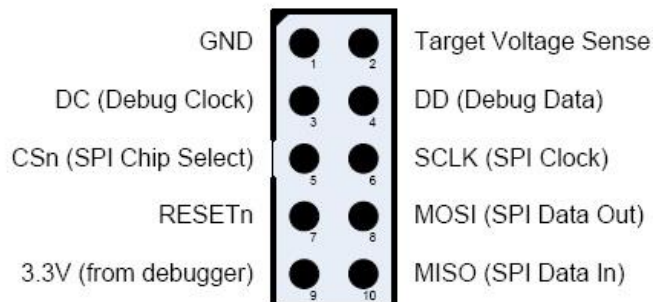 GND 1 2 Target Voltage Sense
DC (Debug Clock) 3 4 DD (Debug Data)
CSn (SPI Chip Select) 5 6 SCLK (SPI Clock)
RESETn 7 8 MOSI (SPI Data Out)
3.3V (from debugger) 9 10 MISO (SPI Data In)